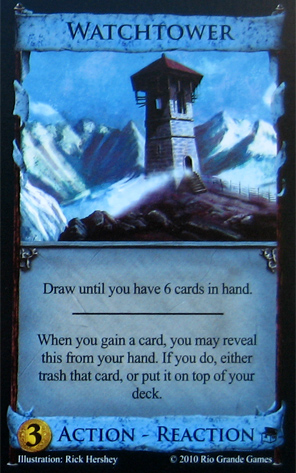 WATCHTOWER
Draw until you have 6 cards in hand.
When you gain a card, you may reveal
this from your hand. If you do, either
trash that card, or put it on top of your
deck.
3 ACTION - REACTION
Illustration: Rick Hershey © 2010 Rio Grande Games